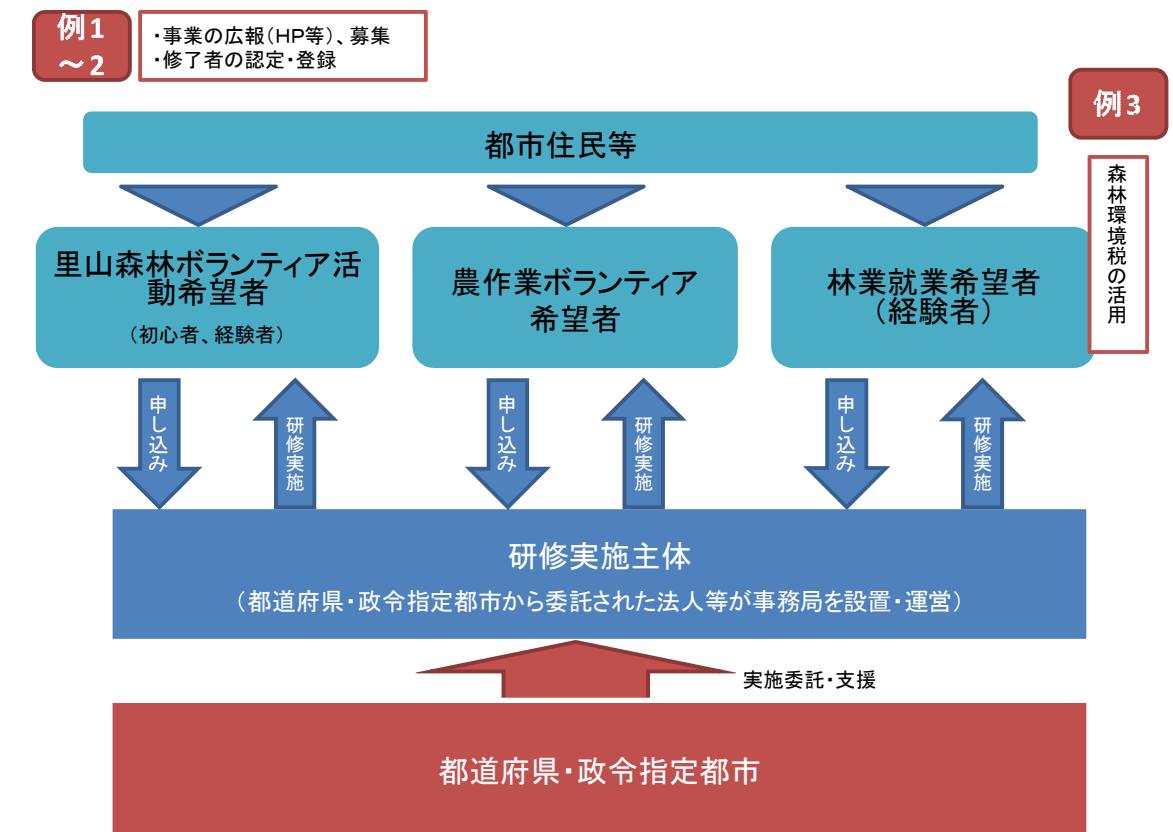 例1
～2
・事業の広報(HP等)、募集
・修了者の認定・登録
例3
森林環境税の活用
都市住民等
里山森林ボランティア活
動希望者
（初心者、経験者）
農作業ボランティア
希望者
林業就業希望者
（経験者）
申し込み
研修実施
申し込み
研修実施
申し込み
研修実施
研修実施主体
（都道府県・政令指定都市から委託された法人等が事務局を設置・運営）
実施委託・支援
都道府県・政令指定都市